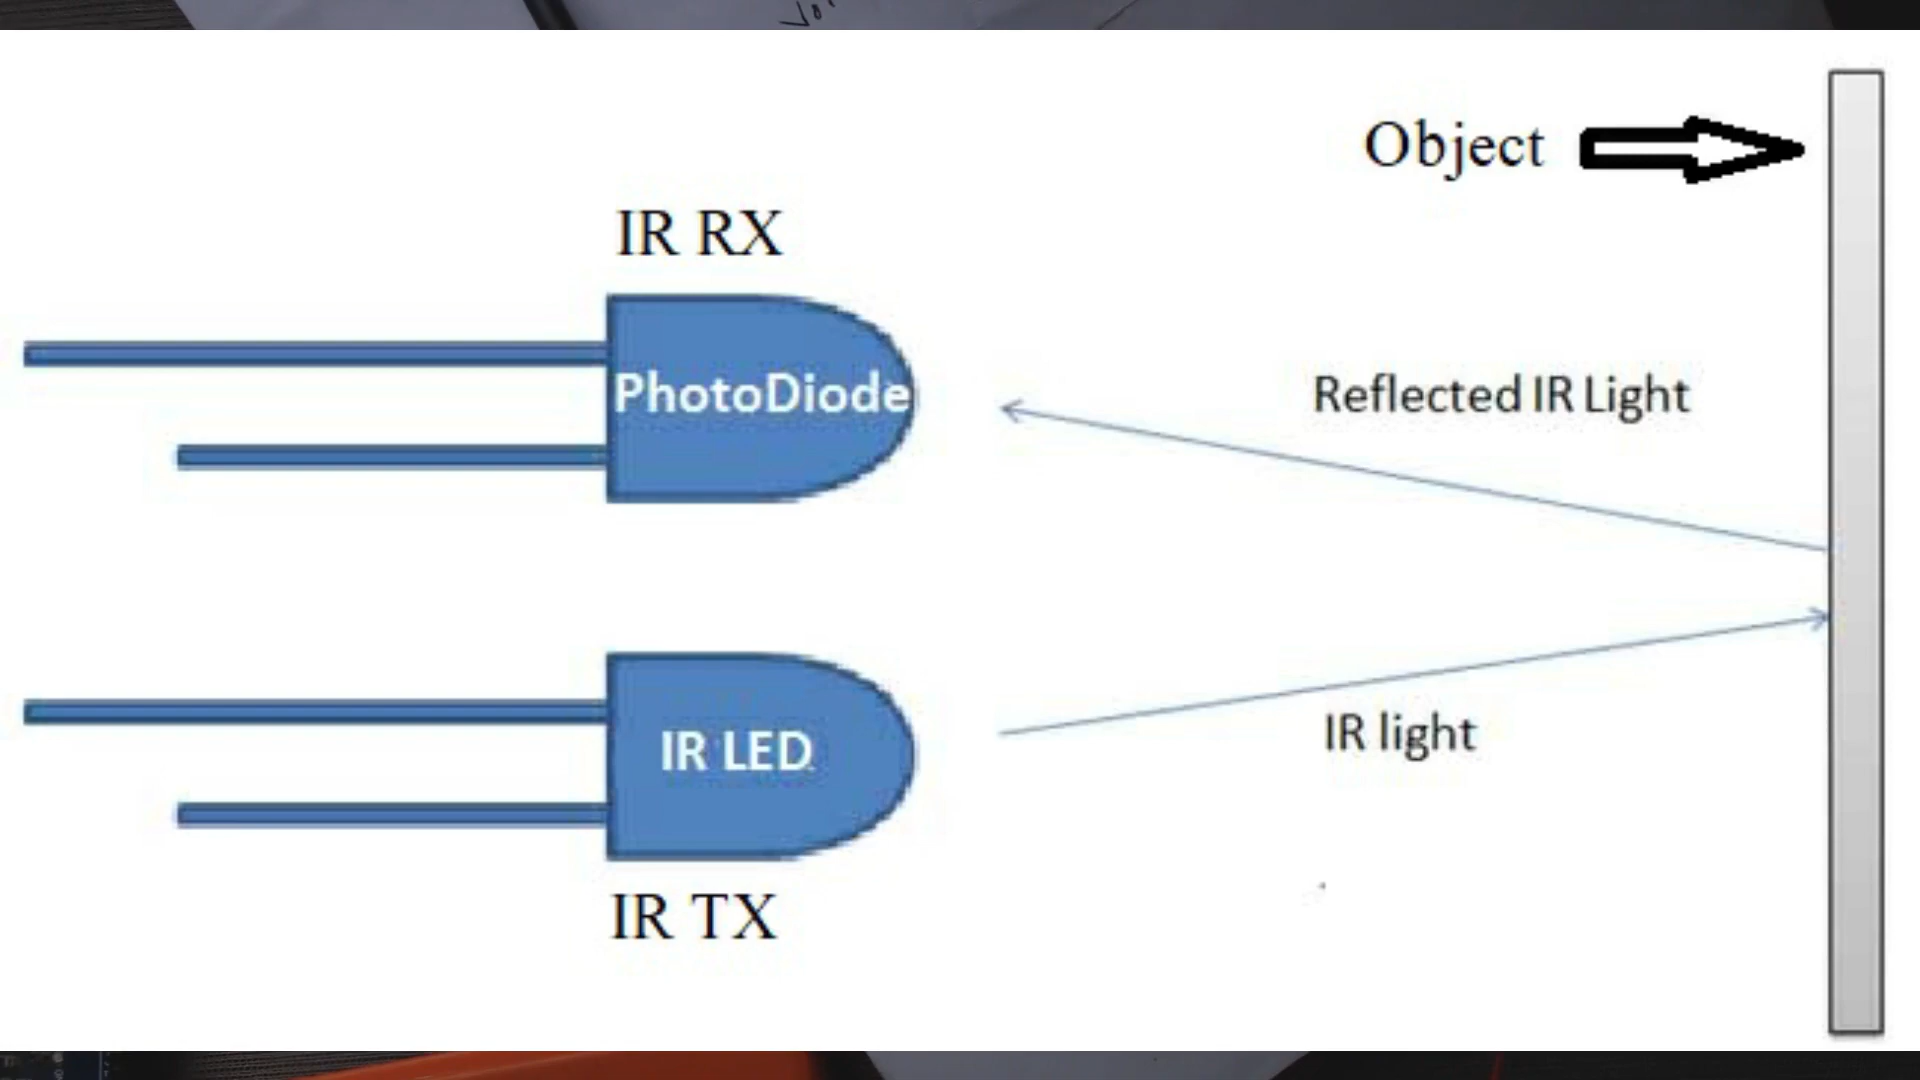 Object
IR RX
PhotoDiode
Reflected IR Light
IR LED
IR light
IR TX